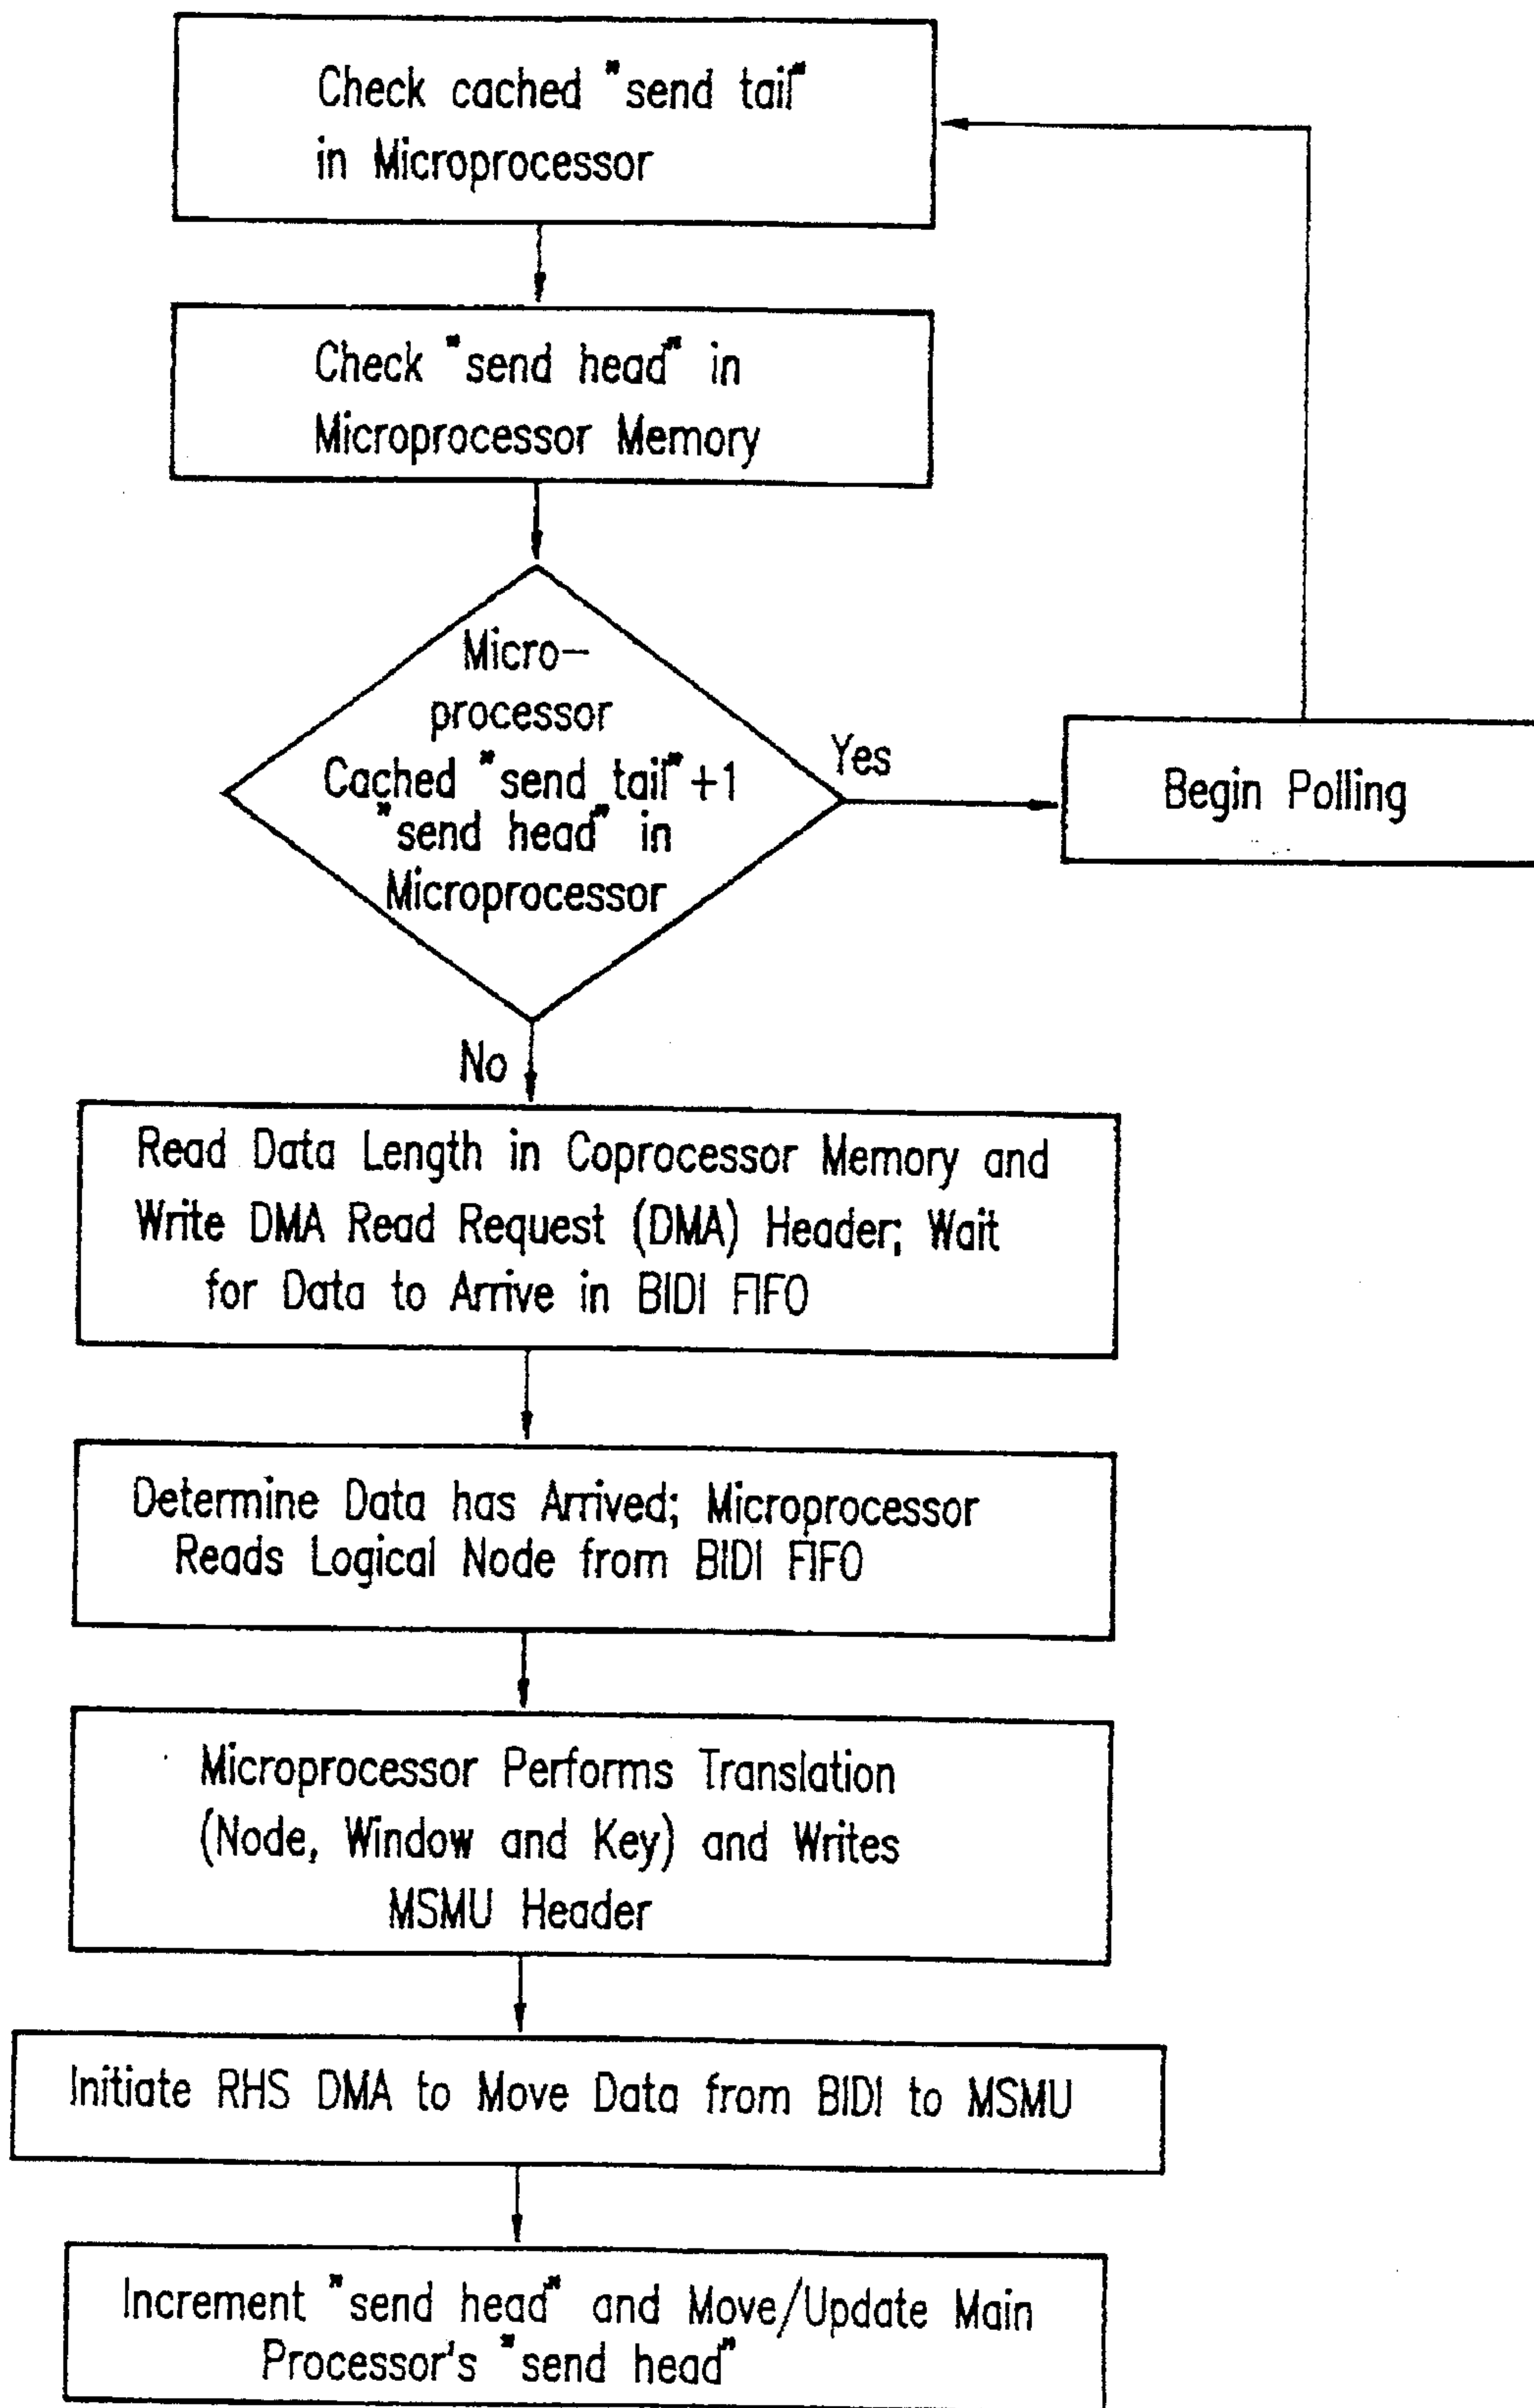 Check cached "send tail"
in Microprocessor
Check "send head" in
Microprocessor Memory
Micro-
processor
Cached "send tail"+1
"send head" in
Microprocessor
Yes
Begin Polling
No
Read Data Length in Coprocessor Memory and
Write DMA Read Request (DMA) Header; Wait
for Data to Arrive in BIDI FIFO
Determine Data has Arrived; Microprocessor
Reads Logical Node from BIDI FIFO
Microprocessor Performs Translation
(Node, Window and Key) and Writes
MSMU Header
Initiate RHS DMA to Move Data from BIDI to MSMU
Increment "send head" and Move/Update Main
Processor's "send head"